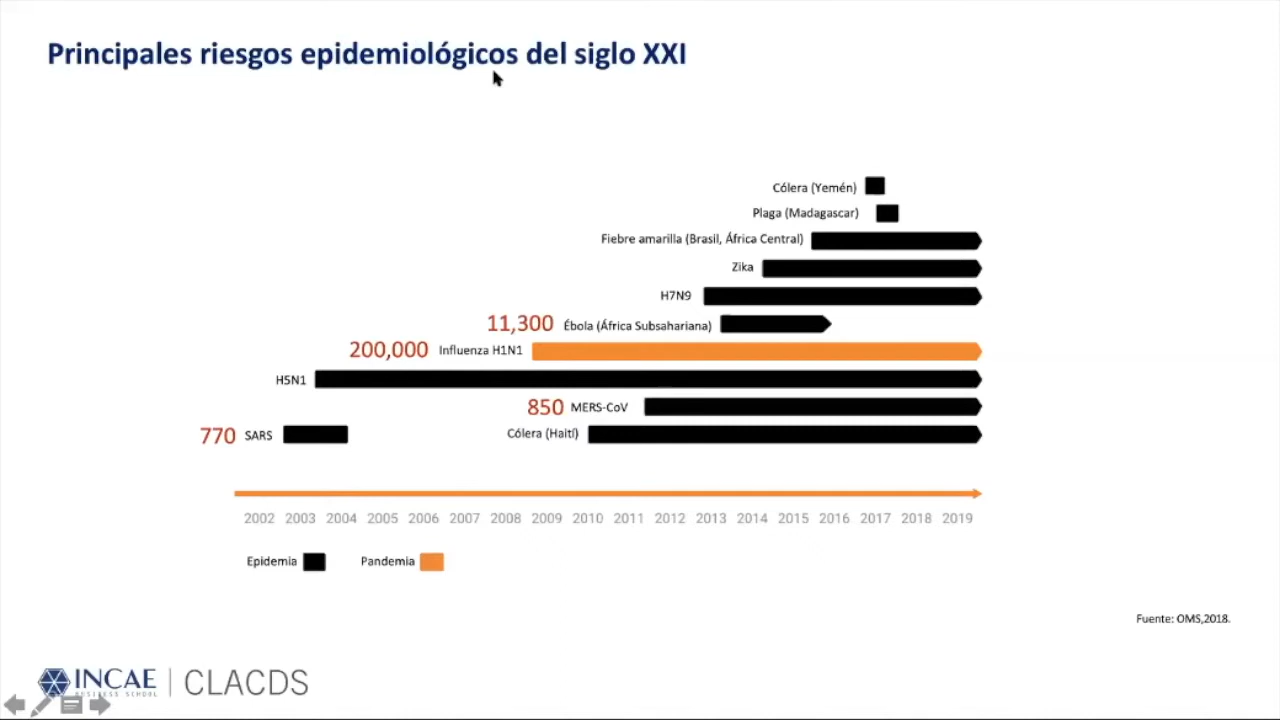 Principales riesgos epidemiológicos del siglo XXI
Cólera (Yemén)
Plaga (Madagascar)
Fiebre amarilla (Brasil, África Central)
Zika
H7N9
11,300 Ébola (África Subsahariana)
200,000 Influenza H1N1
H5N1
850 MERS-CoV
770 SARS Cólera (Haití)
2002 2003 2004 2005 2006 2007 2008 2009 2010 2011 2012 2013 2014 2015 2016 2017 2018 2019
Epidemia Pandemia
Fuente: OMS,2018.
INCAE CLACDS
BUSINESS SCHOOL